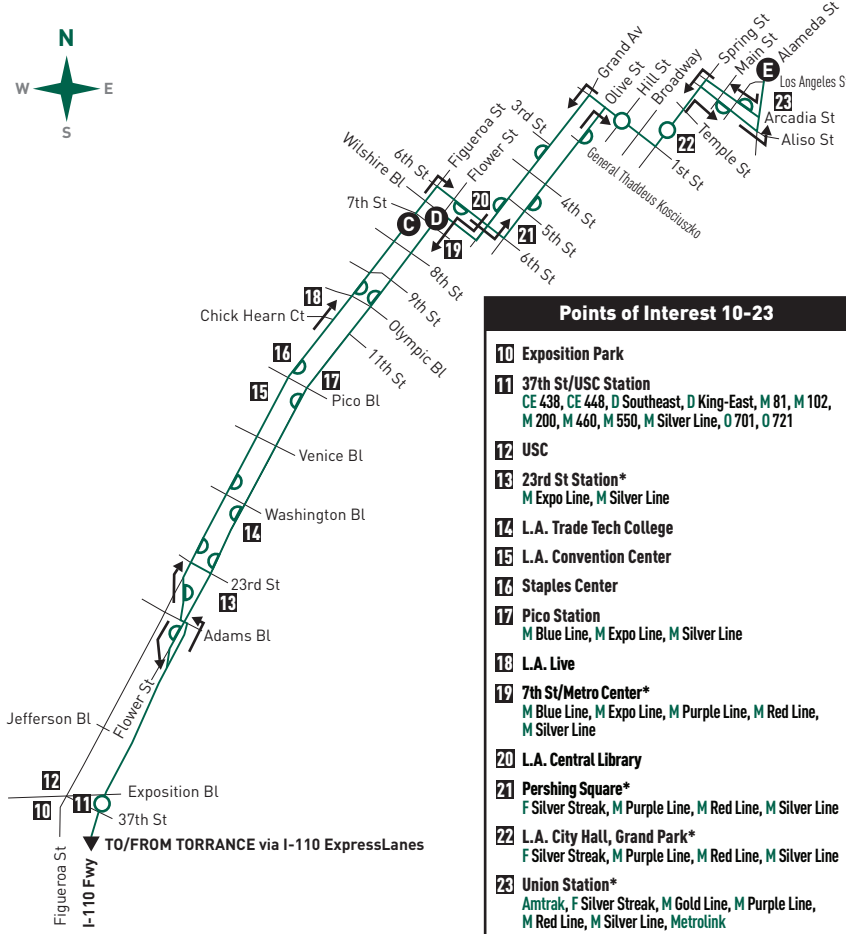 N
W
E
S
Grand Av
Olive St
Hill St
Broadway
Spring St
Main St
Alameda St
E
Los Angeles S
23
Arcadia St
Aliso St
22
Temple St
1st St
General Thaddeus Kosciuszko
3rd St
4th St
5th St
6th St
21
20
19
Figueroa St
Flower St
6th St
Wilshire Bl
7th St
C
D
8th St
9th St
Olympic Bl
11th St
18
Chick Hearn Ct
16
17
15
Pico Bl
Venice Bl
Washington Bl
14
23rd St
13
Adams Bl
Flower St
Jefferson Bl
12
10
11
Exposition Bl
37th St
Figueroa St
I-110 Fwy
TO/FROM TORRANCE via I-110 ExpressLanes
Points of Interest 10-23
10 Exposition Park
11 37th St/USC Station
CE 438, CE 448, D Southeast, D King-East, M 81, M 102,
M 200, M 460, M 550, M Silver Line, O 701, O 721
12 USC
13 23rd St Station*
M Expo Line, M Silver Line
14 L.A. Trade Tech College
15 L.A. Convention Center
16 Staples Center
17 Pico Station
M Blue Line, M Expo Line, M Silver Line
18 L.A. Live
19 7th St/Metro Center*
M Blue Line, M Expo Line, M Purple Line, M Red Line,
M Silver Line
20 L.A. Central Library
21 Pershing Square*
F Silver Streak, M Purple Line, M Red Line, M Silver Line
22 L.A. City Hall, Grand Park*
F Silver Streak, M Purple Line, M Red Line, M Silver Line
23 Union Station*
Amtrak, F Silver Streak, M Gold Line, M Purple Line,
M Red Line, M Silver Line, Metrolink